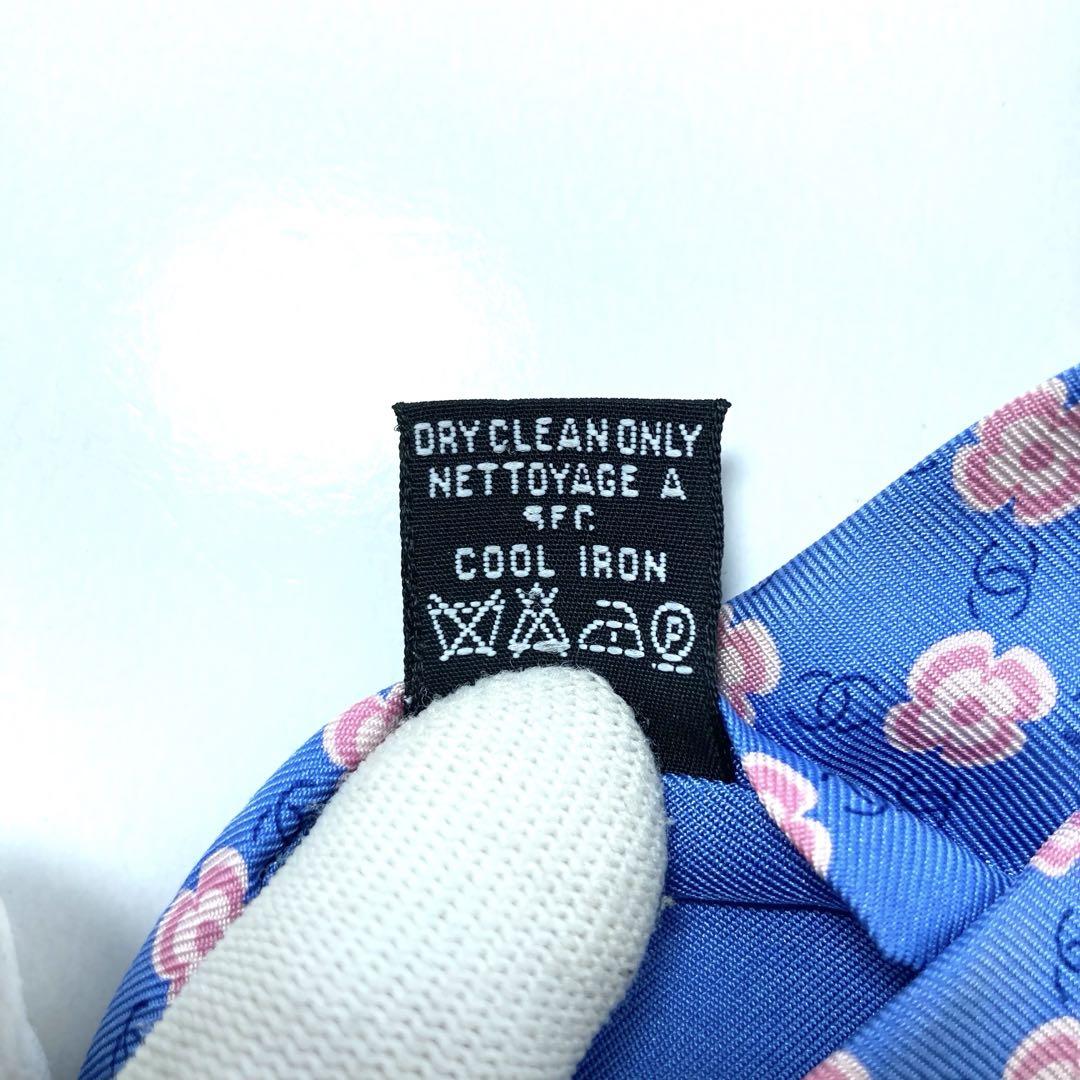 DRY CLEAN ONLY
NETTOYAGE A
SEC
COOL IRON
P